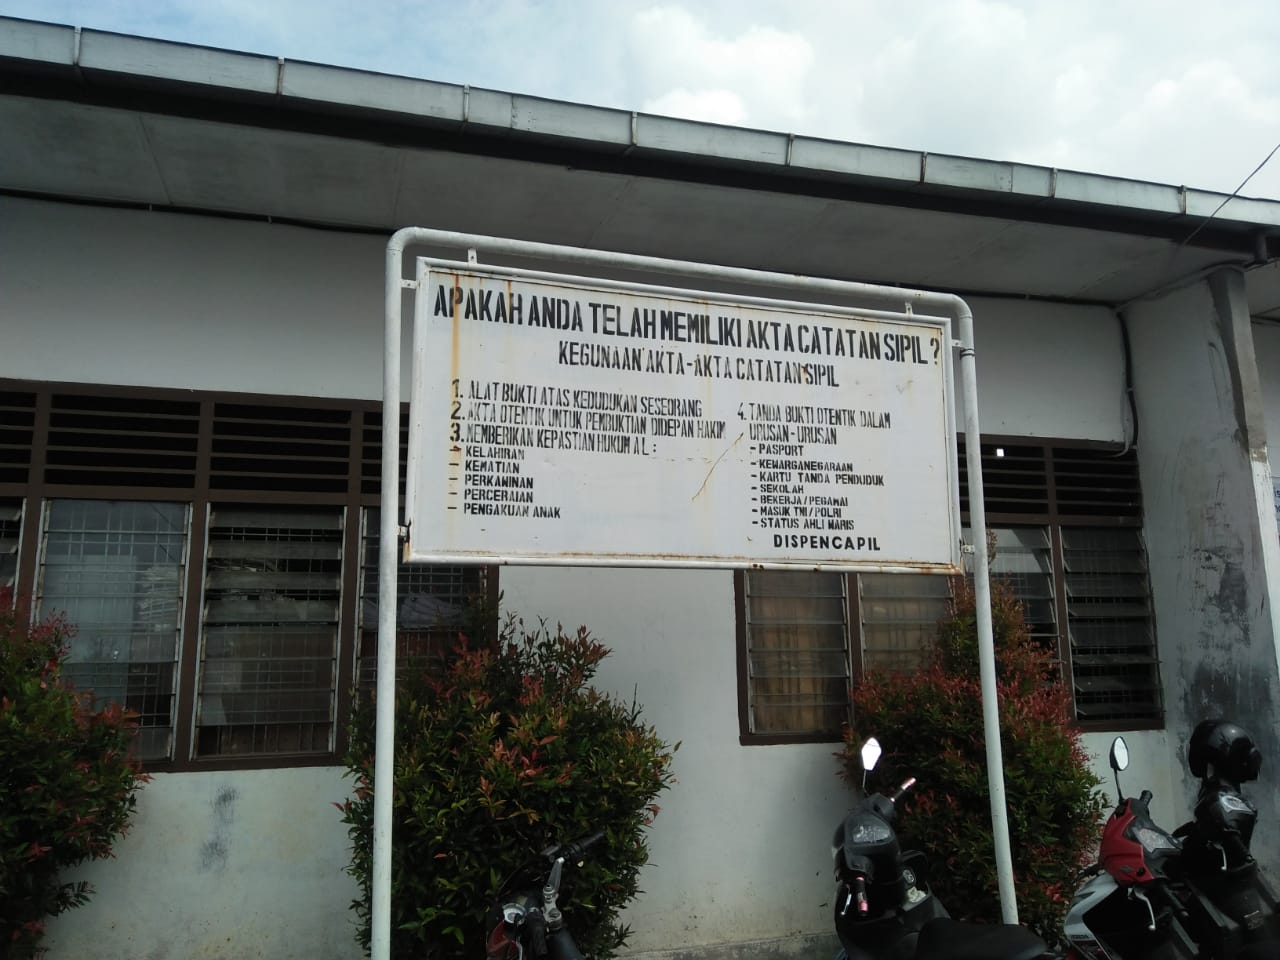 APAKAH ANDA TELAH MEMILIKI AKTA CATATAN SIPIL ?
KEGUNAAN AKTA-AKTA CATATAN SIPIL
1. ALAT BUKTI ATAS KEDUDUKAN SESEORANG
2. AKTA OTENTIK UNTUK PEMBUKTIAN DIDEPAN HAKIM
3. MEMBERIKAN KEPASTIAN HUKUM A L :
- KELAHIRAN
- KEMATIAN
- PERKAWINAN
- PERCERAIAN
- PENGAKUAN ANAK
4. TANDA BUKTI OTENTIK DALAM
URUSAN-URUSAN
- PASPORT
- KEWARGANEGARAAN
- KARTU TANDA PENDUDUK
- SEKOLAH
- BEKERJA/PEGAWAI
- MASUK TNI/POLRI
- STATUS AHLI WARIS
DISPENCAPIL